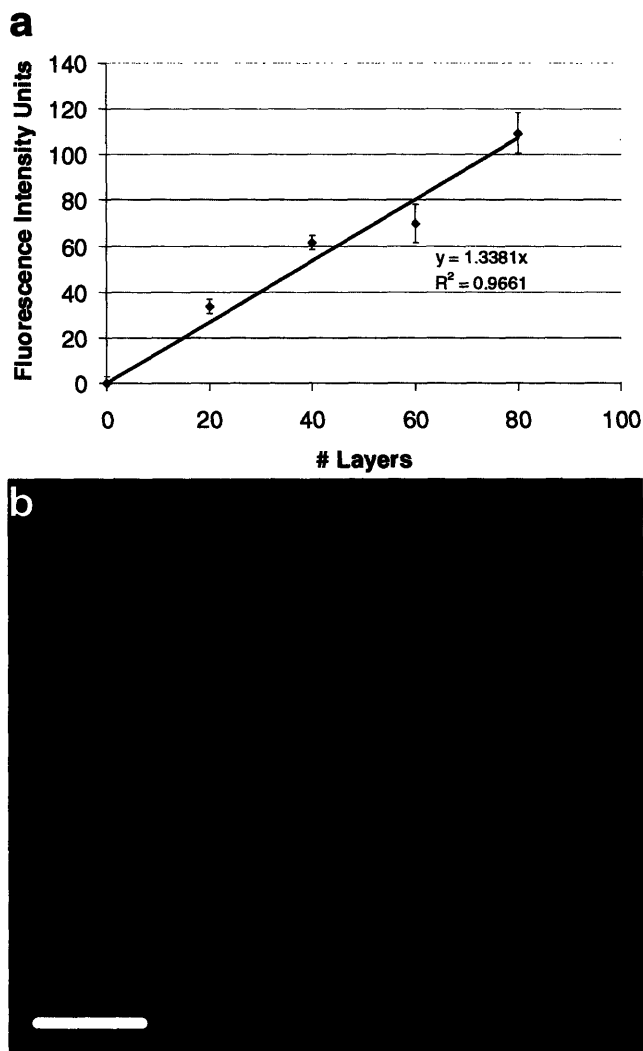 a
140
120
100
80
60
40
20
0
Fluorescence Intensity Units
y = 1.3381x
R² = 0.9661
0 20 40 60 80 100
# Layers
b